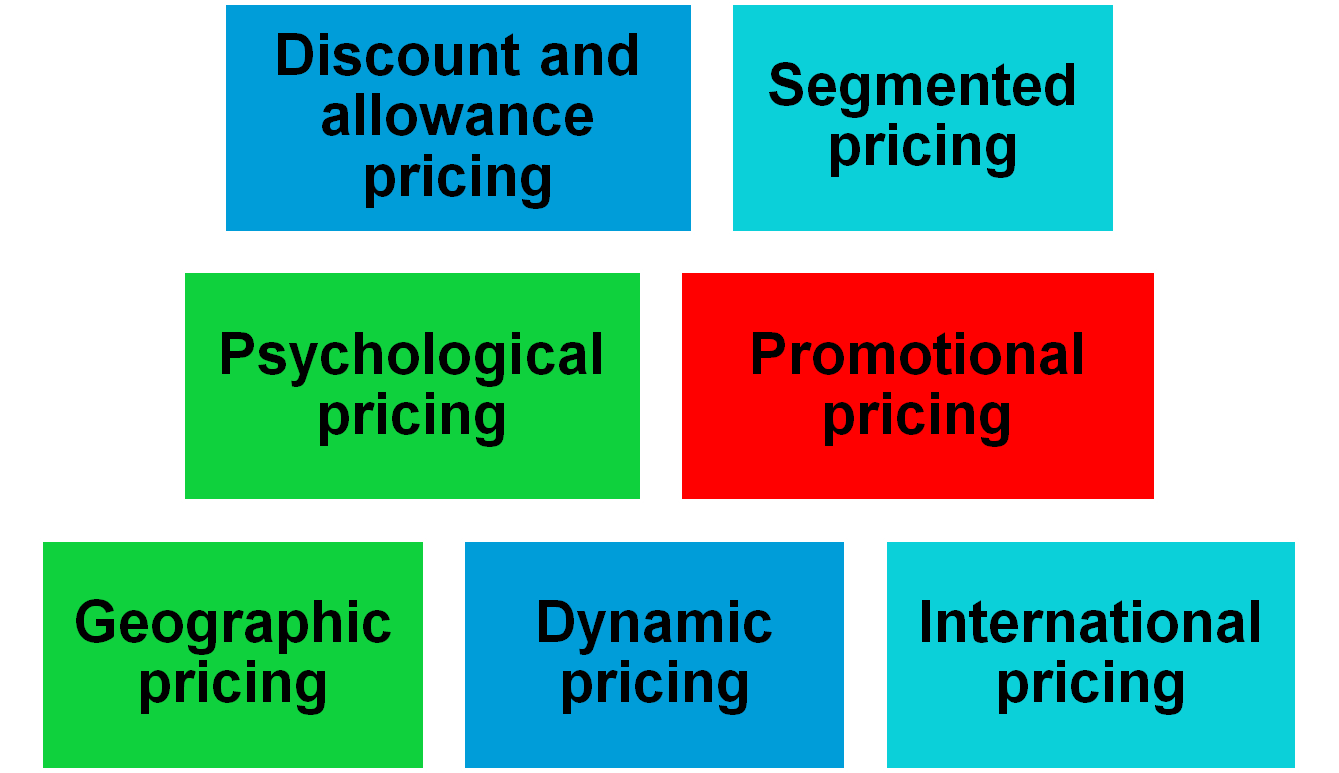 Discount and
allowance
pricing
Segmented
pricing
Psychological
pricing
Promotional
pricing
Geographic
pricing
Dynamic
pricing
International
pricing